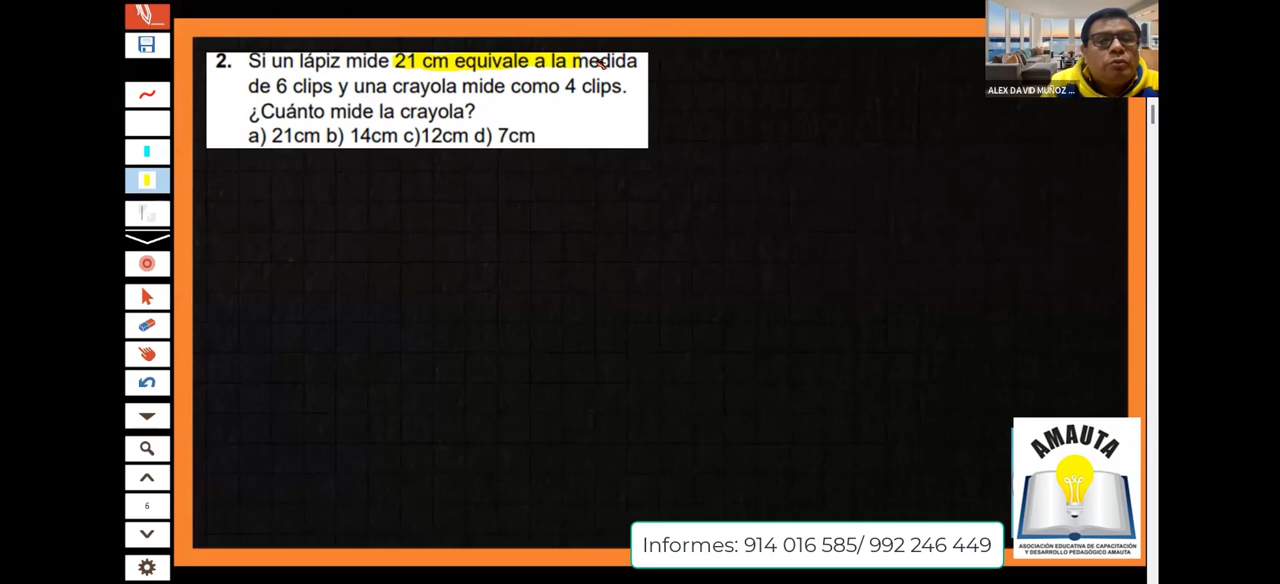 2. Si un lápiz mide 21 cm equivale a la medida
de 6 clips y una crayola mide como 4 clips.
¿Cuánto mide la crayola?
a) 21cm b) 14cm c)12cm d) 7cm
ALEX DAVID MUÑOZ ...
6
AMAUTA
ASOCIACIÓN EDUCATIVA DE CAPACITACIÓN
Y DESARROLLO PEDAGÓGICO AMAUTA
Informes: 914 016 585/ 992 246 449